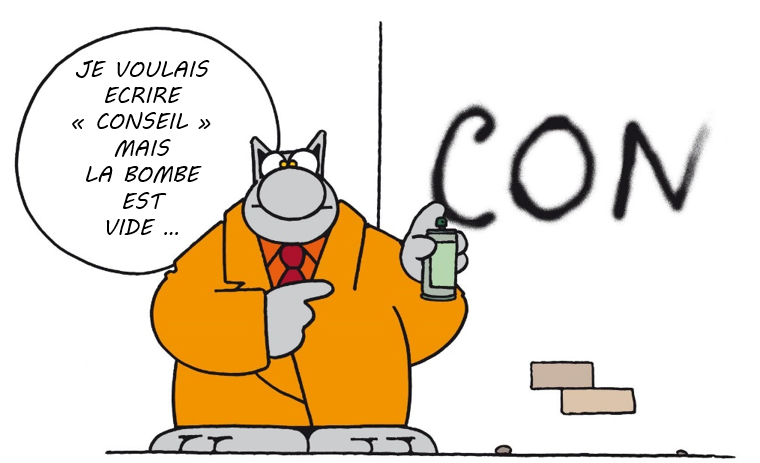 JE VOULAIS
ECRIRE
« CONSEIL »
MAIS
LA BOMBE
EST
VIDE ...
CON